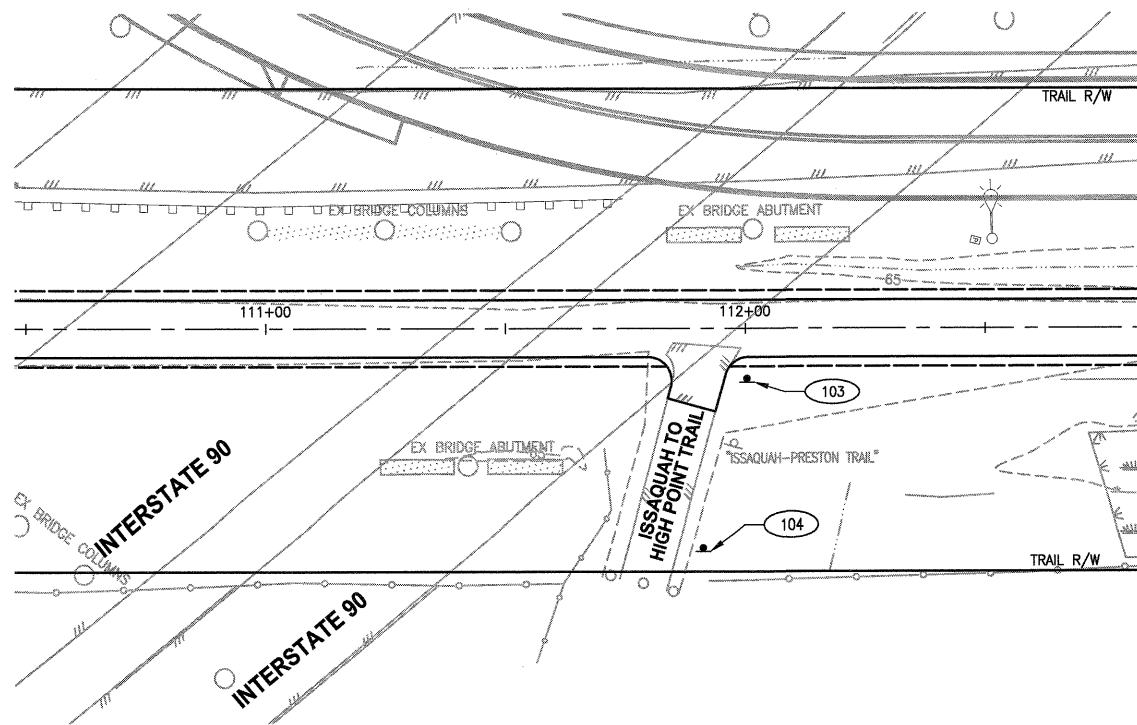 TRAIL R/W
EX BRIDGE COLUMNS
EX BRIDGE ABUTMENT
65
111+00
112+00
103
EX BRIDGE ABUTMENT
65
"ISSAQUAH-PRESTON TRAIL"
ISSAQUAH TO
HIGH POINT TRAIL
INTERSTATE 90
EX BRIDGE COLUMNS
104
TRAIL R/W
INTERSTATE 90